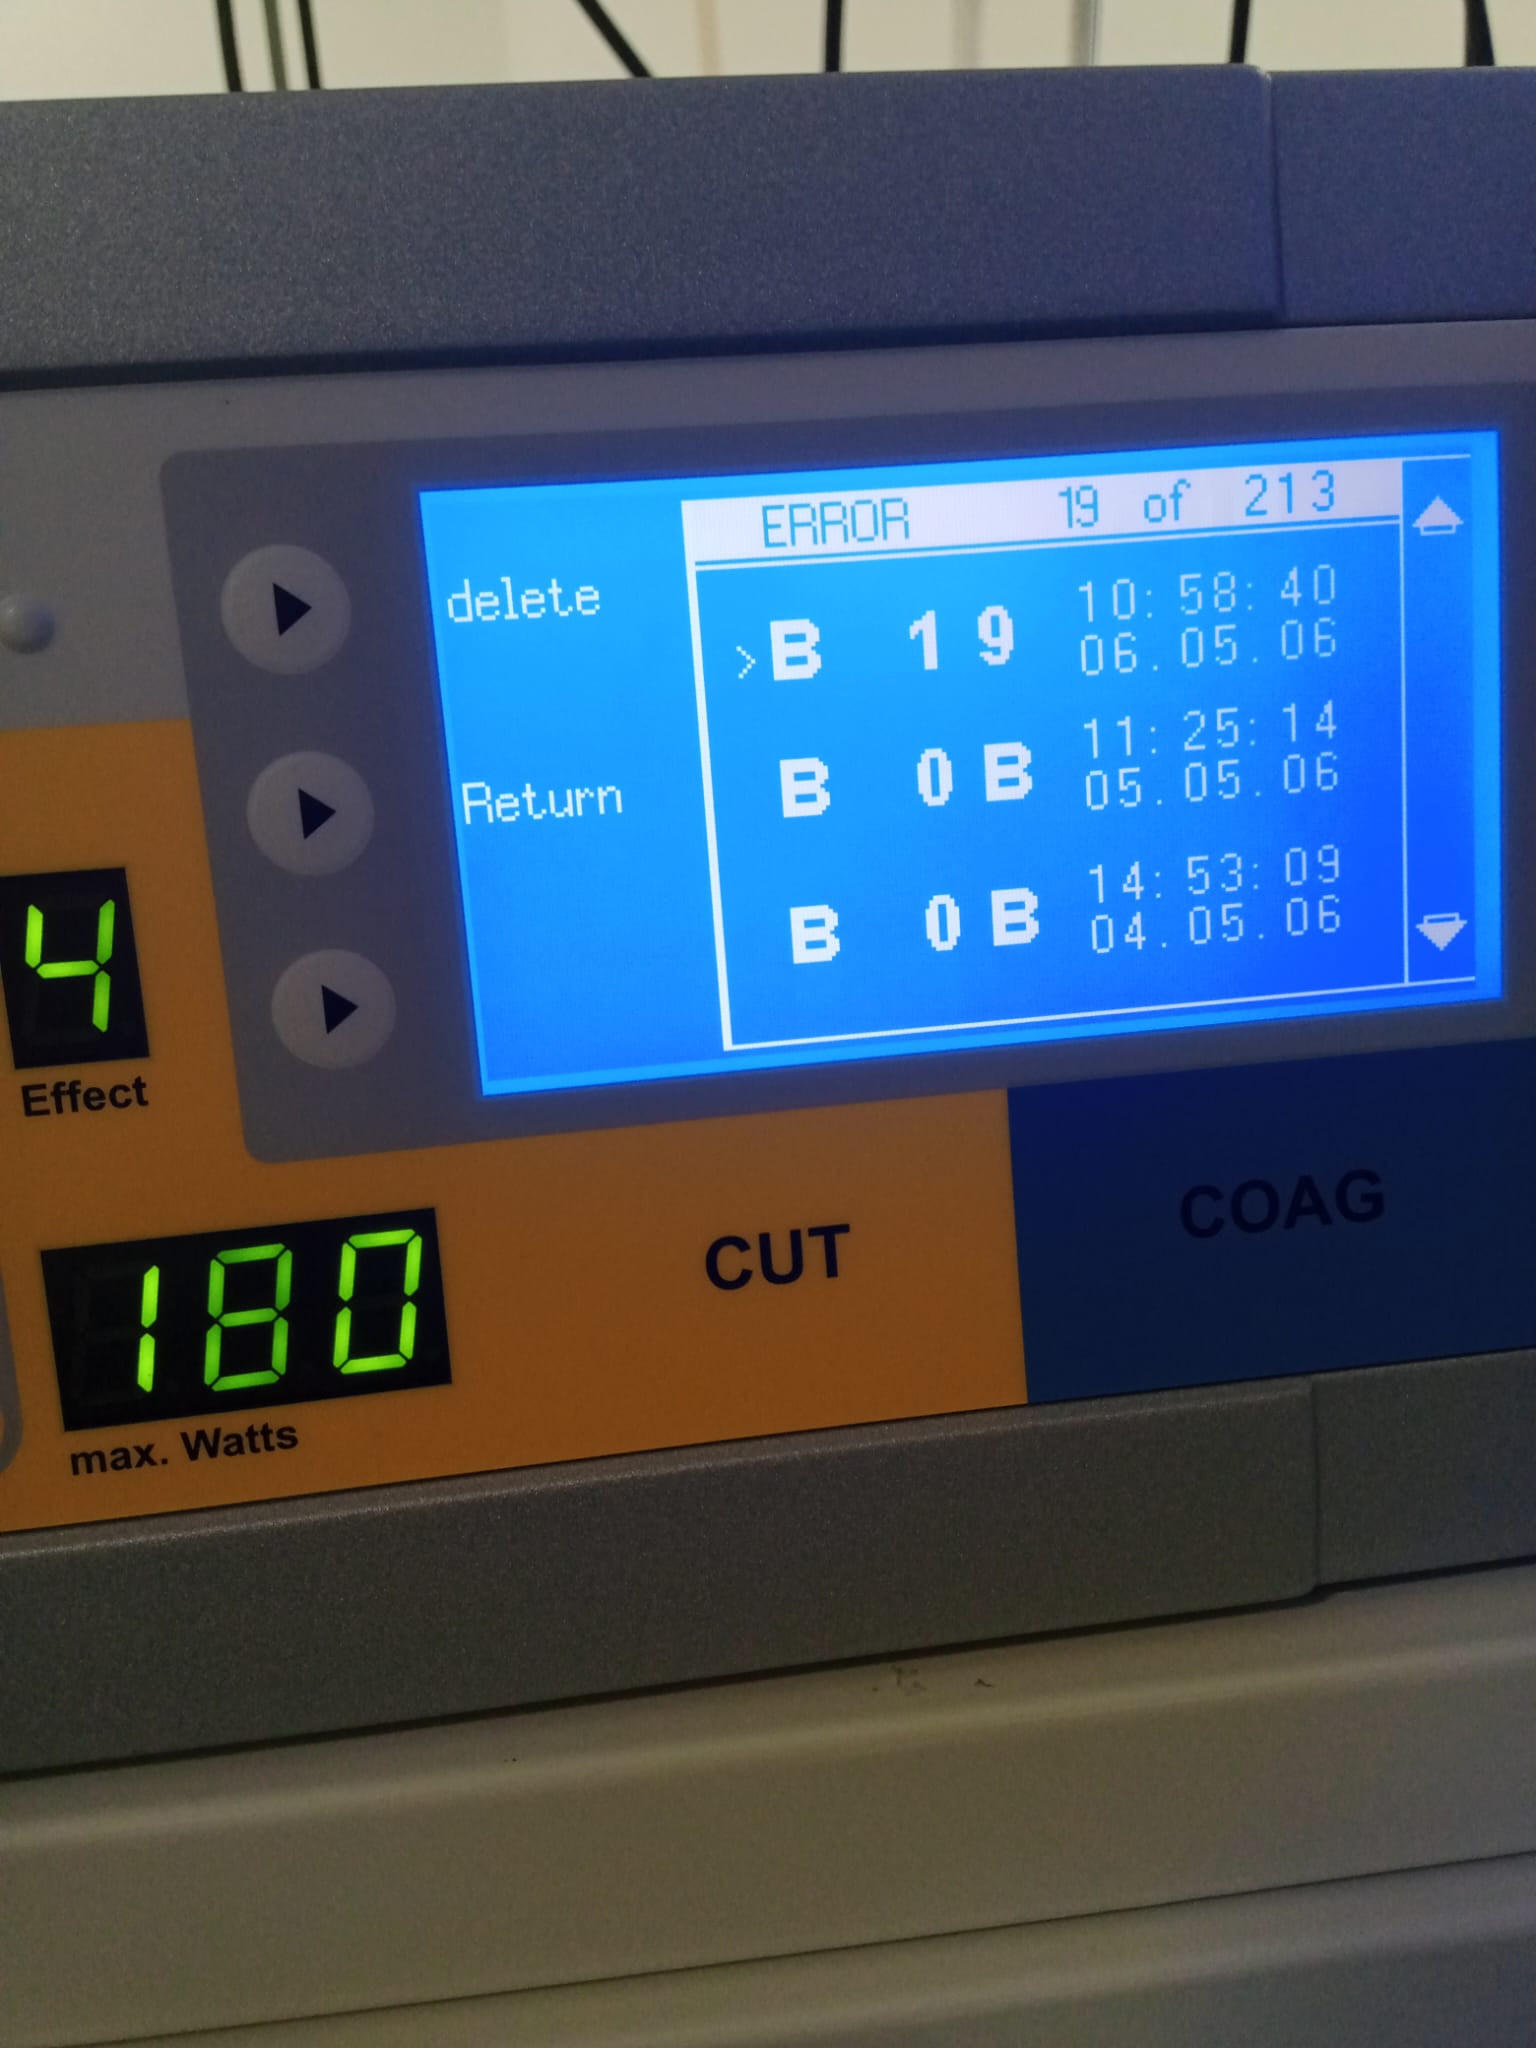 ERROR 19 of 213
delete
>B 19 10:58:40
06.05.06
Return
B 0B 11:25:14
05.05.06
B 0B 14:53:09
04.05.06
4
Effect
180
max. Watts
CUT
COAG